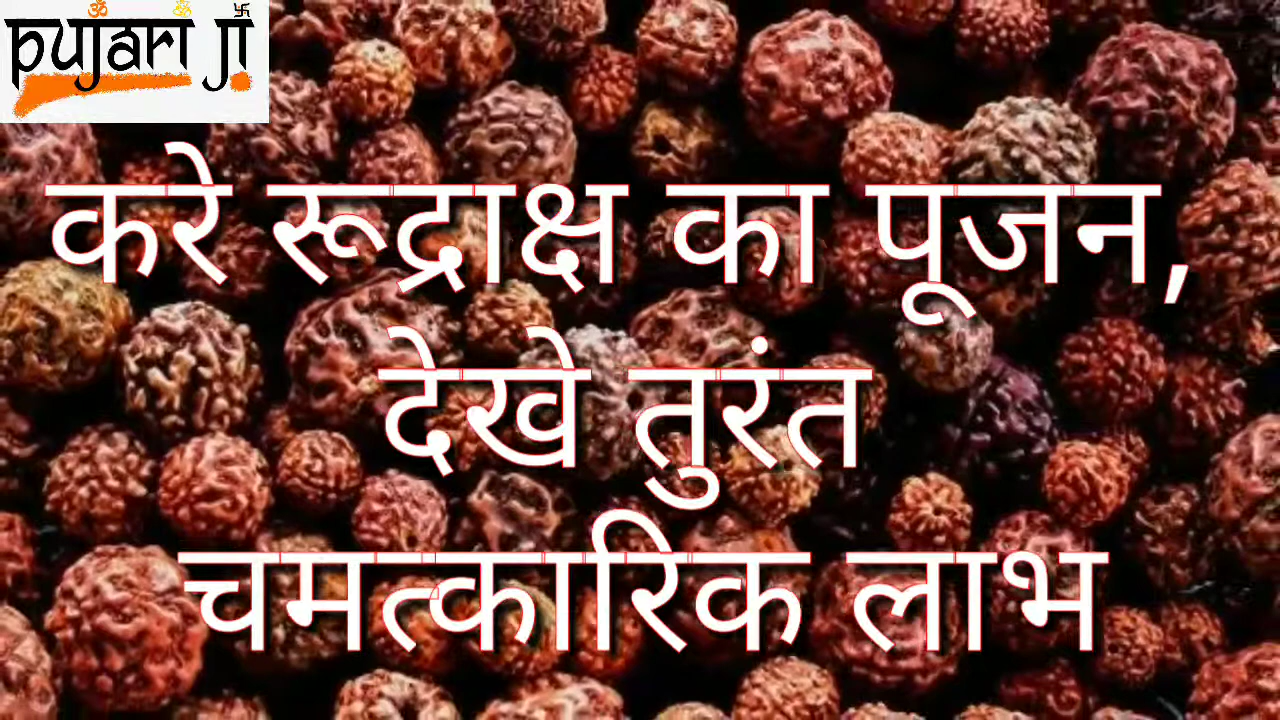 pujari ji
करे रूद्राक्ष का पूजन,
देखे तुरंत
चमत्कारिक लाभ